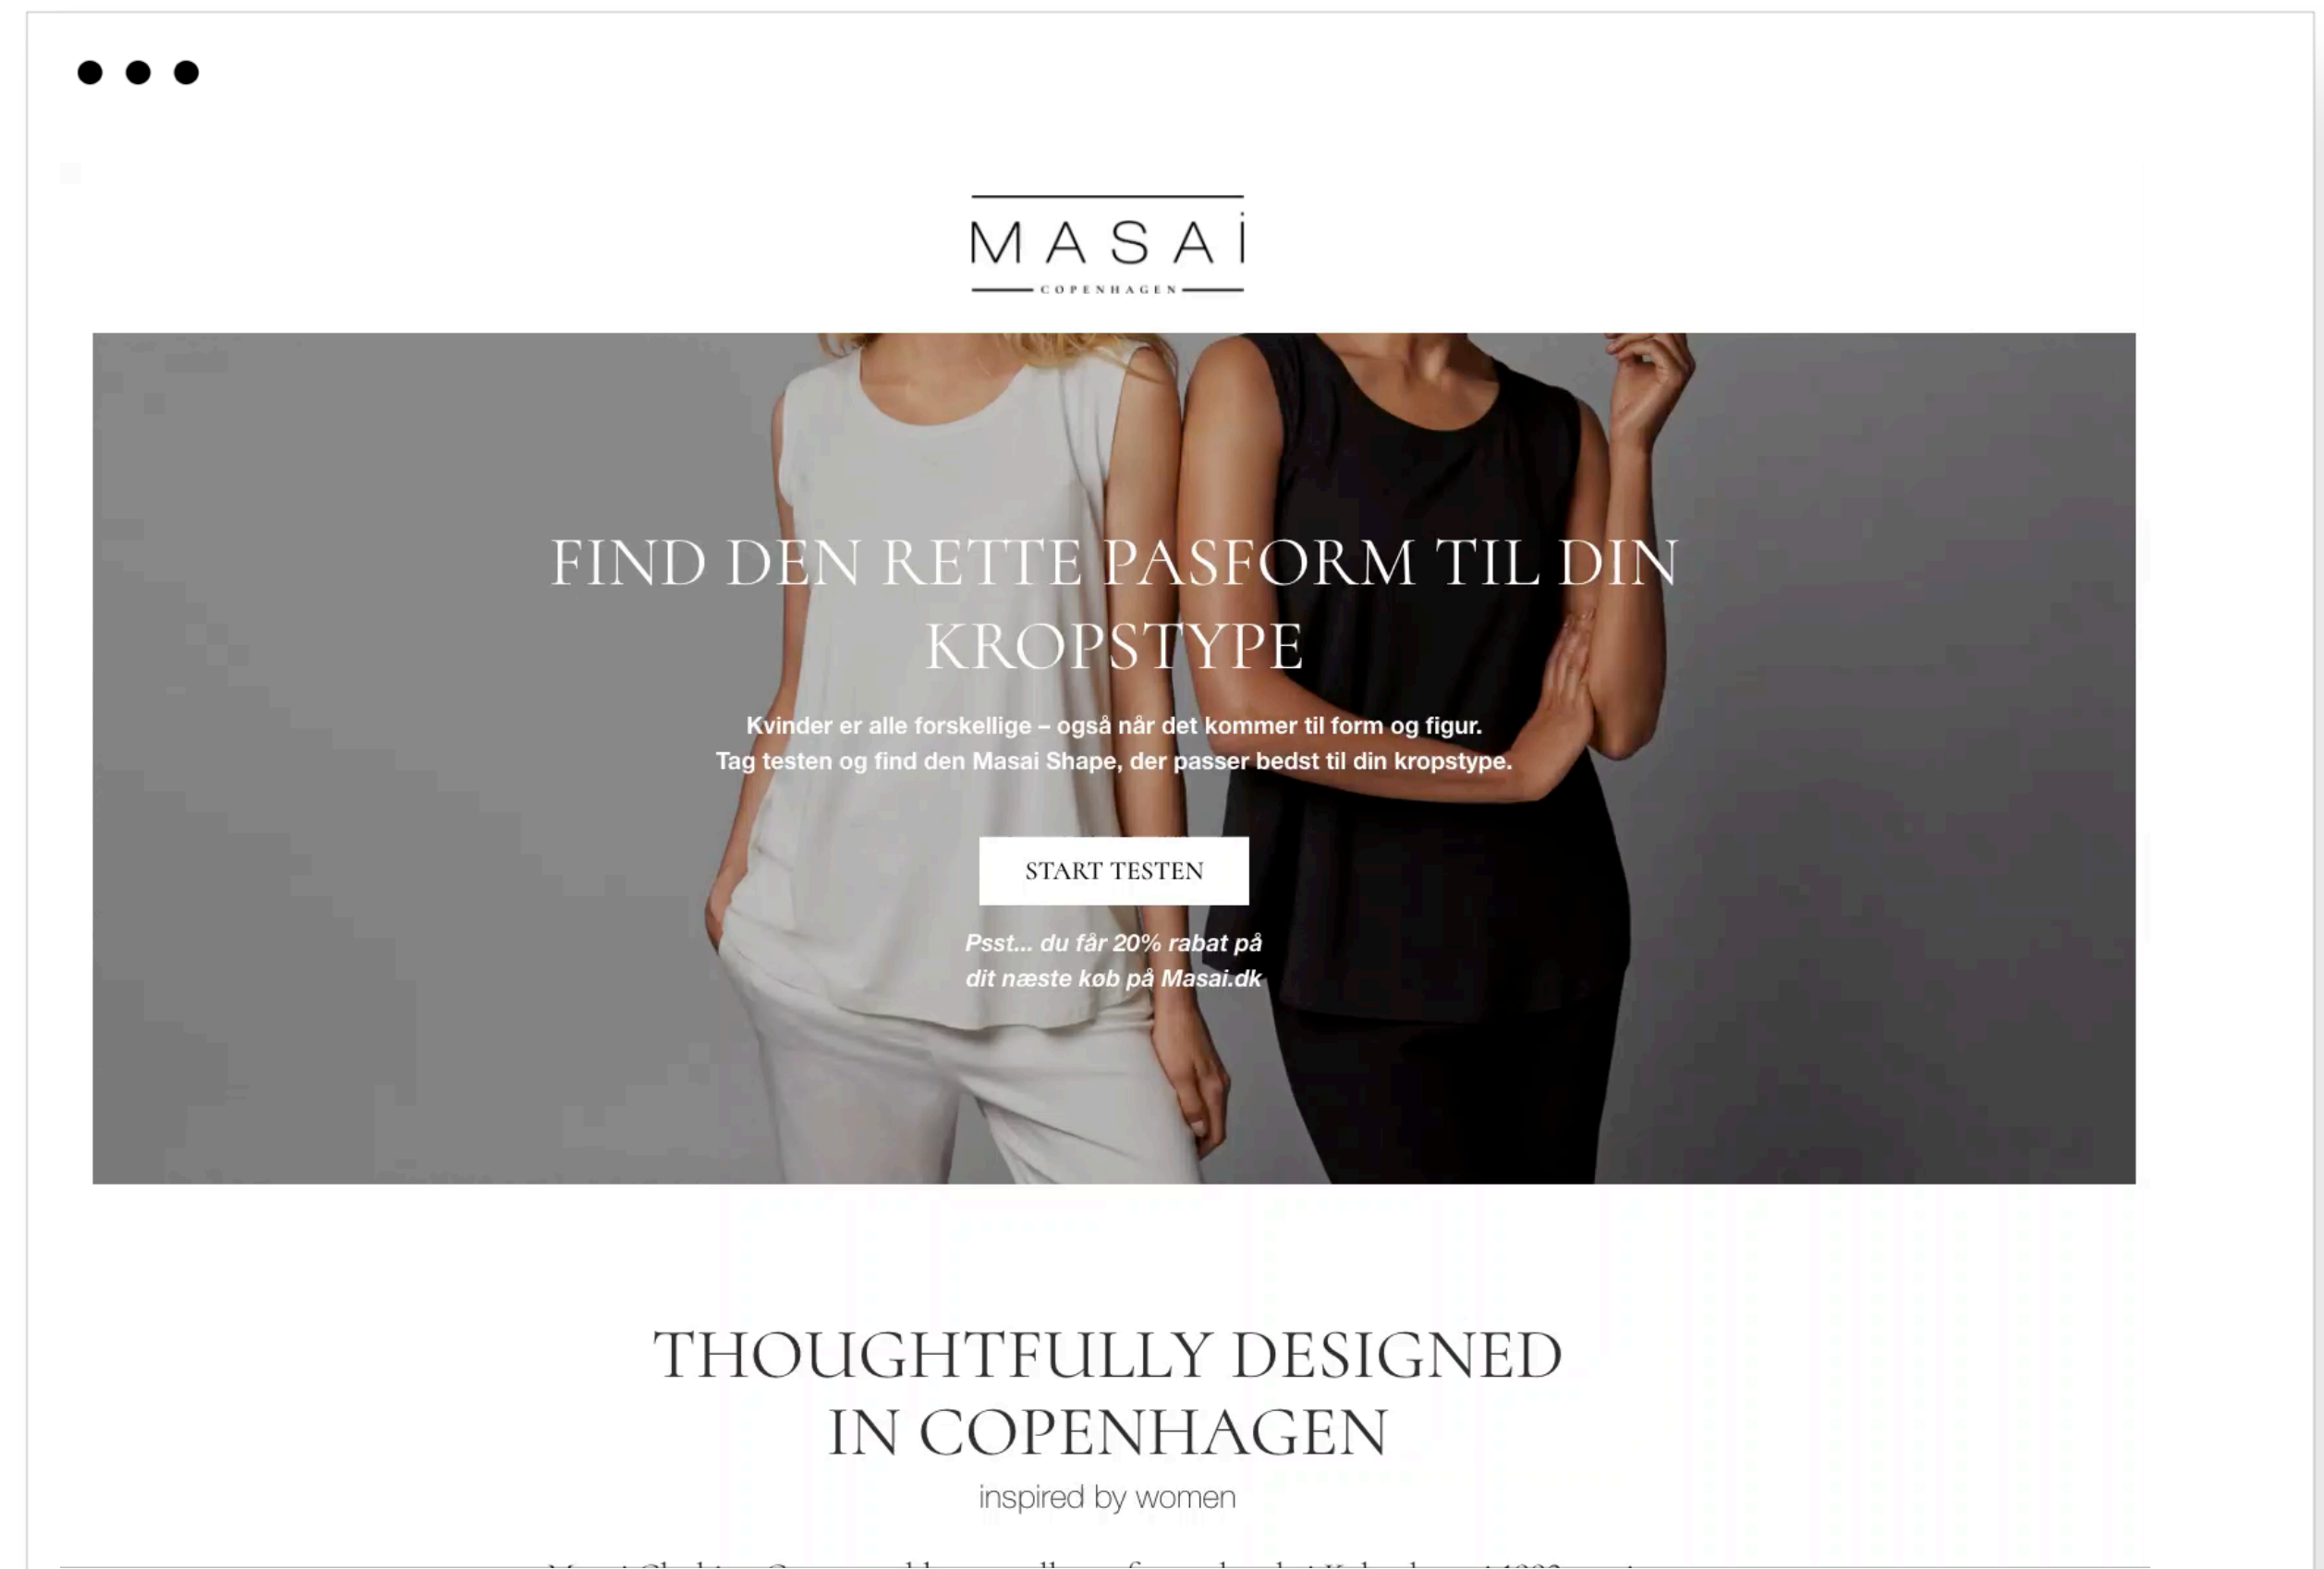 MASAI
COPENHAGEN
FIND DEN RETTE PASFORM TIL DIN
KROPSTYPE
Kvinder er alle forskellige – også når det kommer til form og figur.
Tag testen og find den Masai Shape, der passer bedst til din kropstype.
START TESTEN
Psst... du får 20% rabat på
dit næste køb på Masai.dk
THOUGHTFULLY DESIGNED
IN COPENHAGEN
inspired by women